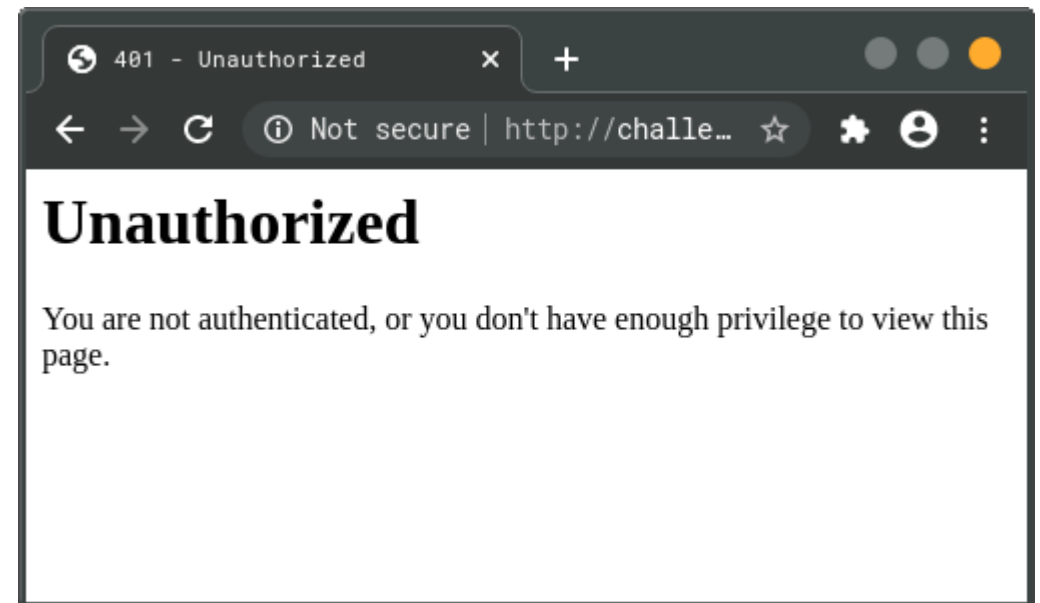 401 - Unauthorized
Not secure | http://challe…
Unauthorized
You are not authenticated, or you don't have enough privilege to view this
page.